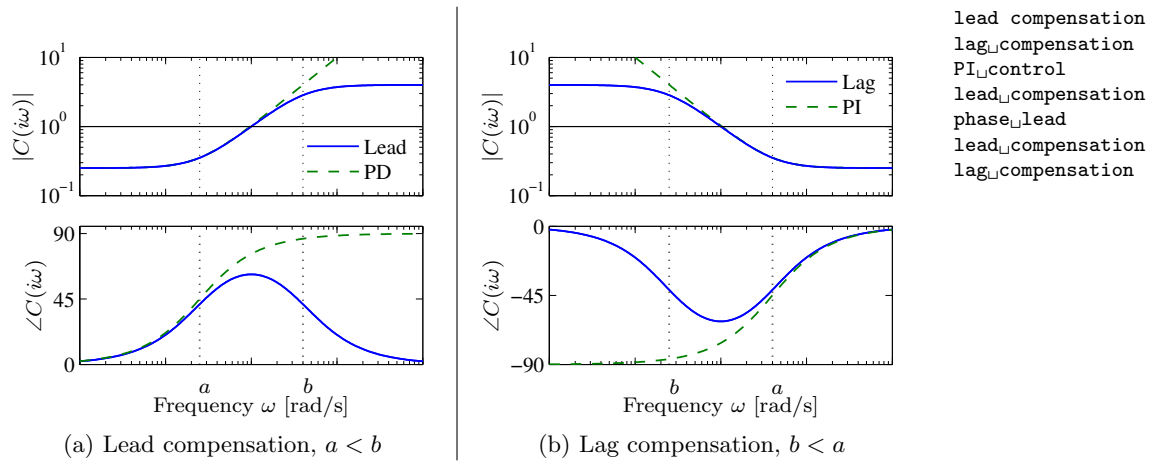 10^1
10^0
10^-1
|C(iω)|
Lead
PD
90
45
0
∠C(iω)
a
b
Frequency ω [rad/s]
(a) Lead compensation, a < b
10^1
10^0
10^-1
|C(iω)|
Lag
PI
0
−45
−90
∠C(iω)
b
a
Frequency ω [rad/s]
(b) Lag compensation, b < a
lead compensation
lag␣compensation
PI␣control
lead␣compensation
phase␣lead
lead␣compensation
lag␣compensation